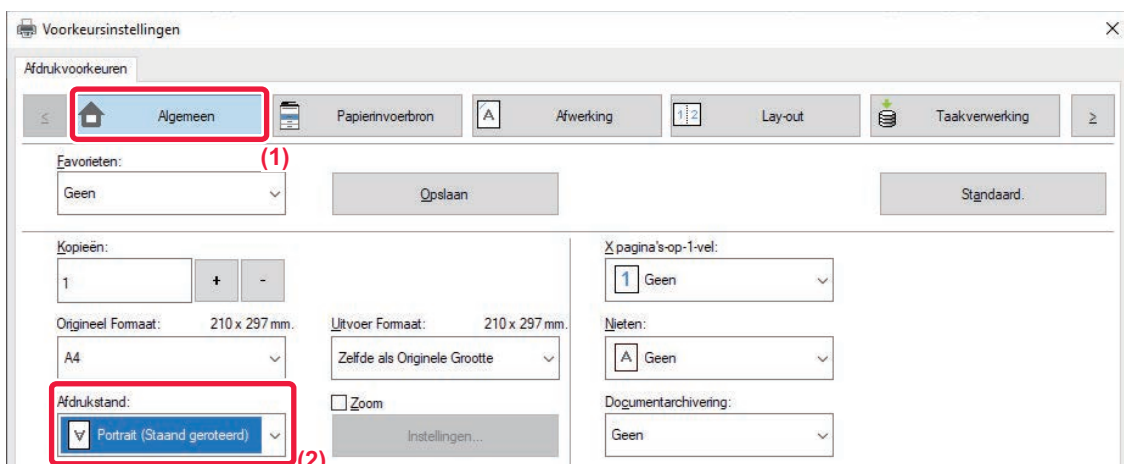 Voorkeursinstellingen
Afdrukvoorkeuren
< Algemeen Papierinvoerbron A Afwerking 1 2 Lay-out Taakverwerking >
(1)
Favorieten:
Geen Opslaan Standaard.
Kopieën: X pagina's-op-1-vel:
1 + - 1 Geen
Origineel Formaat: 210 x 297 mm. Uitvoer Formaat: 210 x 297 mm. Nieten:
A4 Zelfde als Originele Grootte A Geen
Afdrukstand: Zoom Documentarchivering:
A Portrait (Staand geroteerd) Instellingen... Geen
(2)